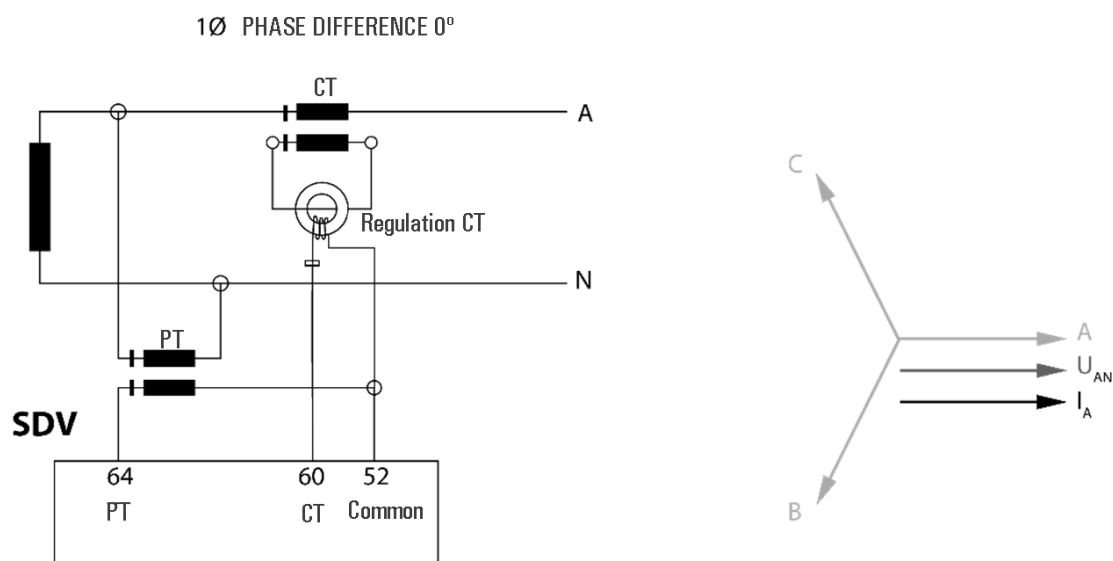 1Ø PHASE DIFFERENCE 0º
CT
A
Regulation CT
N
PT
SDV
64 60 52
PT CT Common
C
A
U AN
I A
B